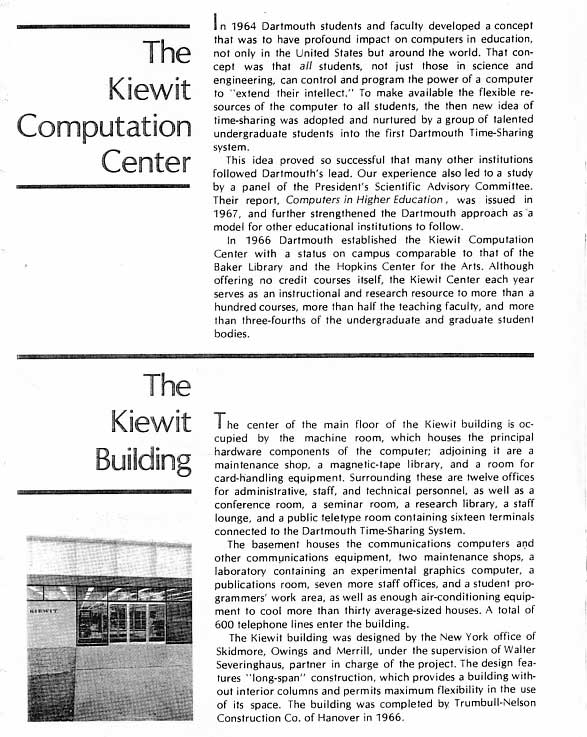 The
Kiewit
Computation
Center
In 1964 Dartmouth students and faculty developed a concept
that was to have profound impact on computers in education,
not only in the United States but around the world. That con-
cept was that all students, not just those in science and
engineering, can control and program the power of a computer
to "extend their intellect." To make available the flexible re-
sources of the computer to all students, the then new idea of
time-sharing was adopted and nurtured by a group of talented
undergraduate students into the first Dartmouth Time-Sharing
system.
This idea proved so successful that many other institutions
followed Dartmouth's lead. Our experience also led to a study
by a panel of the President's Scientific Advisory Committee.
Their report, Computers in Higher Education, was issued in
1967, and further strengthened the Dartmouth approach as a
model for other educational institutions to follow.
In 1966 Dartmouth established the Kiewit Computation
Center with a status on campus comparable to that of the
Baker Library and the Hopkins Center for the Arts. Although
offering no credit courses itself, the Kiewit Center each year
serves as an instructional and research resource to more than a
hundred courses, more than half the teaching faculty, and more
than three-fourths of the undergraduate and graduate student
bodies.
The
Kiewit
Building
The center of the main floor of the Kiewit building is oc-
cupied by the machine room, which houses the principal
hardware components of the computer; adjoining it are a
maintenance shop, a magnetic-tape library, and a room for
card-handling equipment. Surrounding these are twelve offices
for administrative, staff, and technical personnel, as well as a
conference room, a seminar room, a research library, a staff
lounge, and a public teletype room containing sixteen terminals
connected to the Dartmouth Time-Sharing System.
The basement houses the communications computers and
other communications equipment, two maintenance shops, a
laboratory containing an experimental graphics computer, a
publications room, seven more staff offices, and a student pro-
grammers' work area, as well as enough air-conditioning equip-
ment to cool more than thirty average-sized houses. A total of
600 telephone lines enter the building.
The Kiewit building was designed by the New York office of
Skidmore, Owings and Merrill, under the supervision of Walter
Severinghaus, partner in charge of the project. The design fea-
tures "long-span" construction, which provides a building with-
out interior columns and permits maximum flexibility in the use
of its space. The building was completed by Trumbull-Nelson
Construction Co. of Hanover in 1966.
KIEWIT